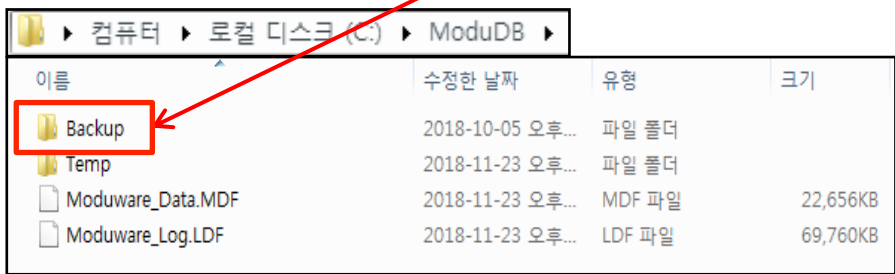 컴퓨터 ▸ 로컬 디스크 (C:) ▸ ModuDB ▸
이름 수정한 날짜 유형 크기
Backup 2018-10-05 오후... 파일 폴더
Temp 2018-11-23 오후... 파일 폴더
Moduware_Data.MDF 2018-11-23 오후... MDF 파일 22,656KB
Moduware_Log.LDF 2018-11-23 오후... LDF 파일 69,760KB